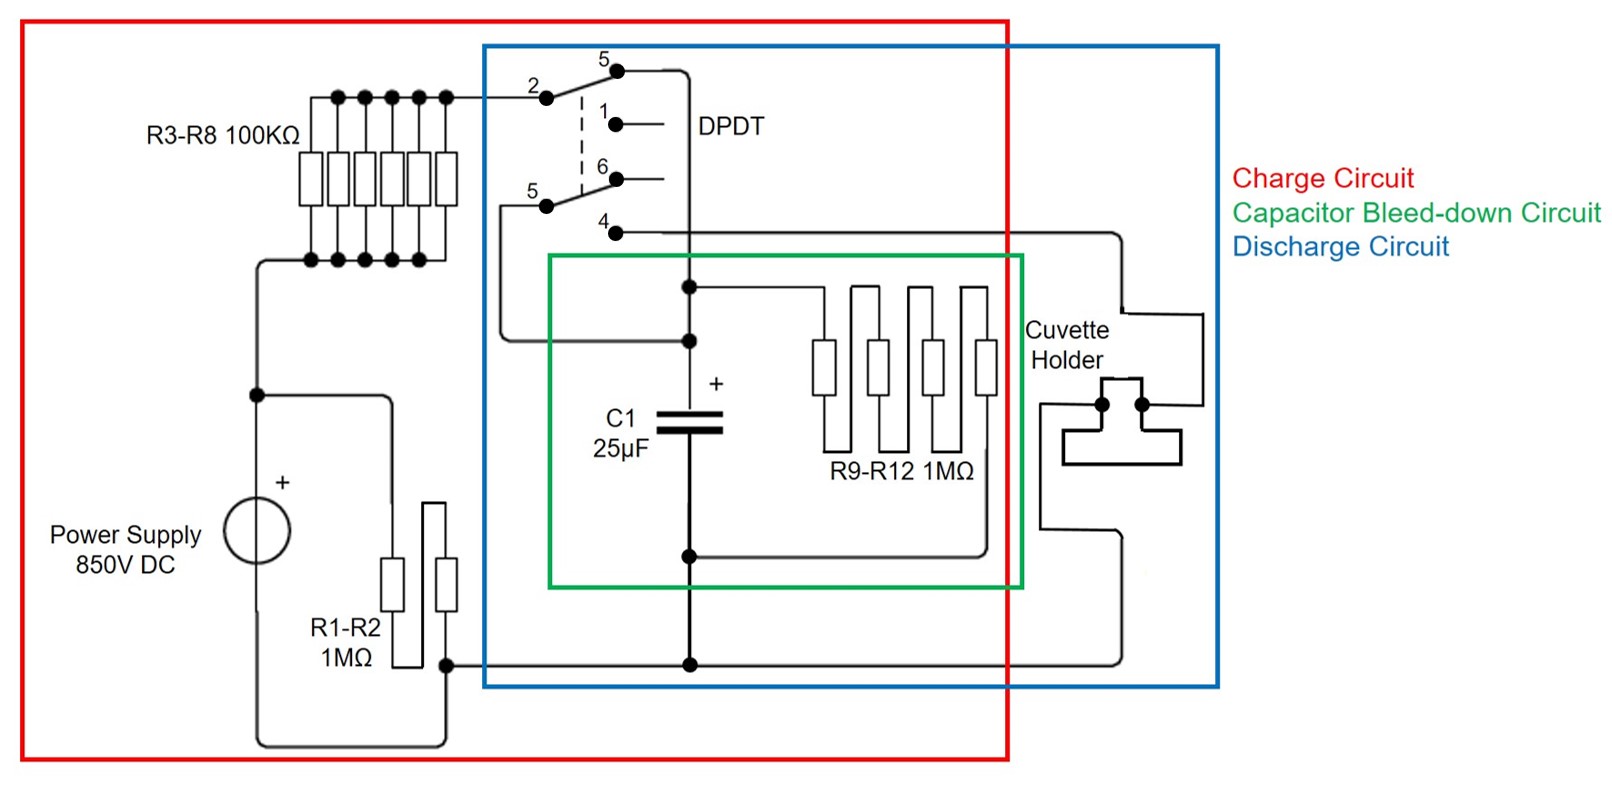 5
2
1
DPDT
R3-R8 100KΩ
6
5
4
Charge Circuit
Capacitor Bleed-down Circuit
Discharge Circuit
Cuvette
Holder
+
C1
25µF
R9-R12 1MΩ
+
Power Supply
850V DC
R1-R2
1MΩ